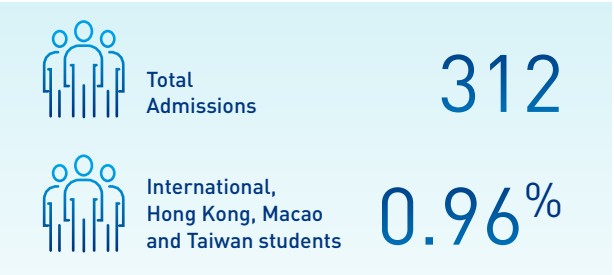 Total
Admissions
312
International,
Hong Kong, Macao
and Taiwan students
0.96%